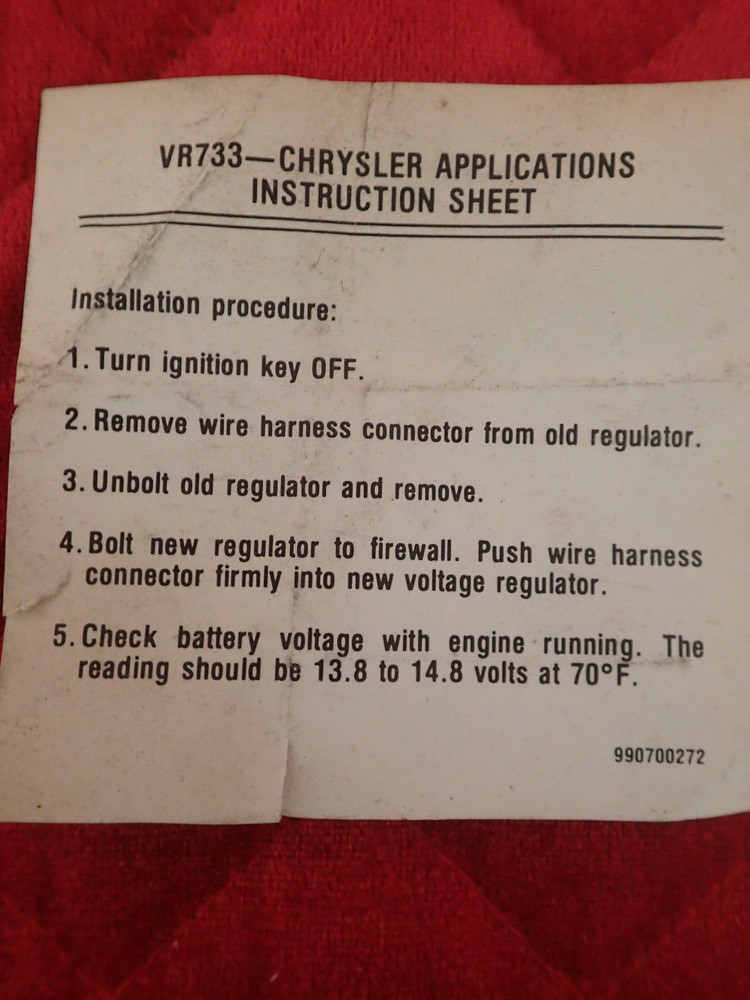 VR733—CHRYSLER APPLICATIONS
INSTRUCTION SHEET
Installation procedure:
1. Turn ignition key OFF.
2. Remove wire harness connector from old regulator.
3. Unbolt old regulator and remove.
4. Bolt new regulator to firewall. Push wire harness
connector firmly into new voltage regulator.
5. Check battery voltage with engine running. The
reading should be 13.8 to 14.8 volts at 70°F.
990700272